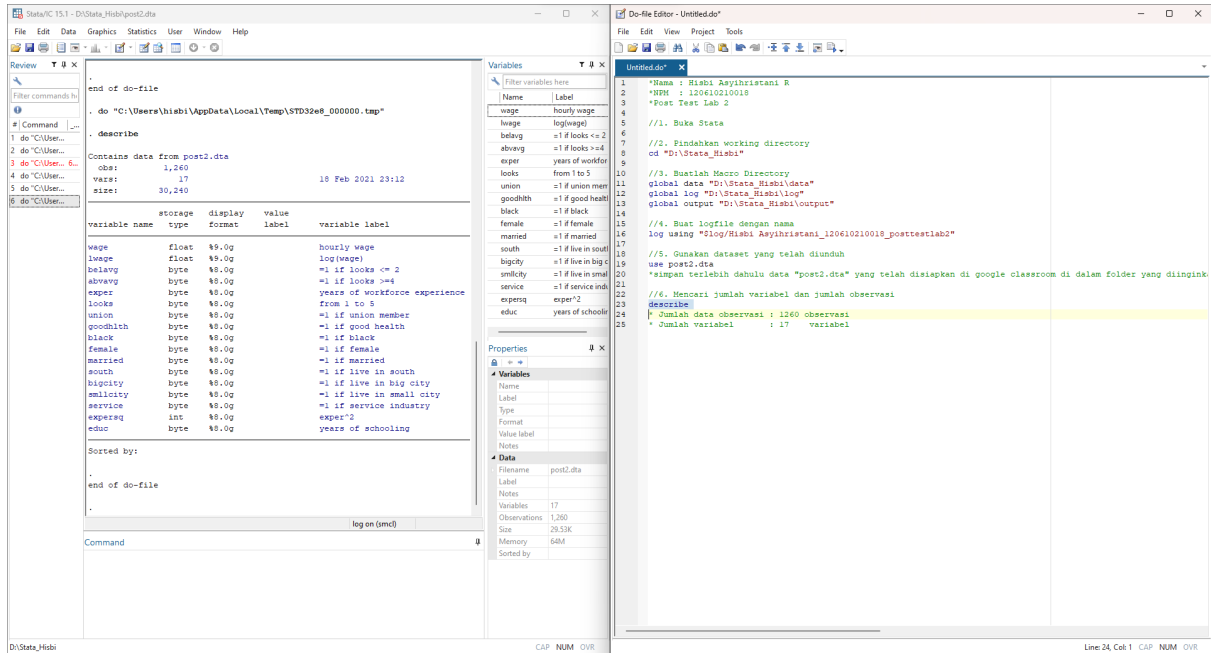 Stata/IC 15.1 - D:\Stata_Hisbi\post2.dta
File Edit Data Graphics Statistics User Window Help
Review
Filter commands h
# Command
1 do "C:\User...
2 do "C:\User...
3 do "C:\User... 6...
4 do "C:\User...
5 do "C:\User...
6 do "C:\User...
.
end of do-file
. do "C:\Users\hisbi\AppData\Local\Temp\STD32e8_000000.tmp"
. describe
Contains data from post2.dta
obs: 1,260
vars: 17 18 Feb 2021 23:12
size: 30,240
storage display value
variable name type format label variable label
wage float %9.0g hourly wage
lwage float %9.0g log(wage)
belavg byte %8.0g =1 if looks <= 2
abvavg byte %8.0g =1 if looks >=4
exper byte %8.0g years of workforce experience
looks byte %8.0g from 1 to 5
union byte %8.0g =1 if union member
goodhlth byte %8.0g =1 if good health
black byte %8.0g =1 if black
female byte %8.0g =1 if female
married byte %8.0g =1 if married
south byte %8.0g =1 if live in south
bigcity byte %8.0g =1 if live in big city
smllcity byte %8.0g =1 if live in small city
service byte %8.0g =1 if service industry
expersq int %8.0g exper^2
educ byte %8.0g years of schooling
Sorted by:
.
end of do-file
.
log on (smcl)
Command
Variables
Filter variables here
Name Label
wage hourly wage
lwage log(wage)
belavg =1 if looks <= 2
abvavg =1 if looks >=4
exper years of workfor
looks from 1 to 5
union =1 if union mem
goodhlth =1 if good healt
black =1 if black
female =1 if female
married =1 if married
south =1 if live in sout
bigcity =1 if live in big c
smllcity =1 if live in smal
service =1 if service indu
expersq exper^2
educ years of schoolin
Properties
Variables
Name
Label
Type
Format
Value label
Notes
Data
Filename post2.dta
Label
Notes
Variables 17
Observations 1,260
Size 29.53K
Memory 64M
Sorted by
D:\Stata_Hisbi CAP NUM OVR
Do-file Editor - Untitled.do*
File Edit View Project Tools
Untitled.do*
1 *Nama : Hisbi Asyihristani R
2 *NPM : 120610210018
3 *Post Test Lab 2
4
5 //1. Buka Stata
6
7 //2. Pindahkan working directory
8 cd "D:\Stata_Hisbi"
9
10 //3. Buatlah Macro Directory
11 global data "D:\Stata_Hisbi\data"
12 global log "D:\Stata_Hisbi\log"
13 global output "D:\Stata_Hisbi\output"
14
15 //4. Buat logfile dengan nama
16 log using "$log/Hisbi Asyihristani_120610210018_posttestlab2"
17
18 //5. Gunakan dataset yang telah diunduh
19 use post2.dta
20 *simpan terlebih dahulu data "post2.dta" yang telah disiapkan di google classroom di dalam folder yang diingink
21
22 //6. Mencari jumlah variabel dan jumlah observasi
23 describe
24 * Jumlah data observasi : 1260 observasi
25 * Jumlah variabel : 17 variabel
Line: 24, Col: 1 CAP NUM OVR